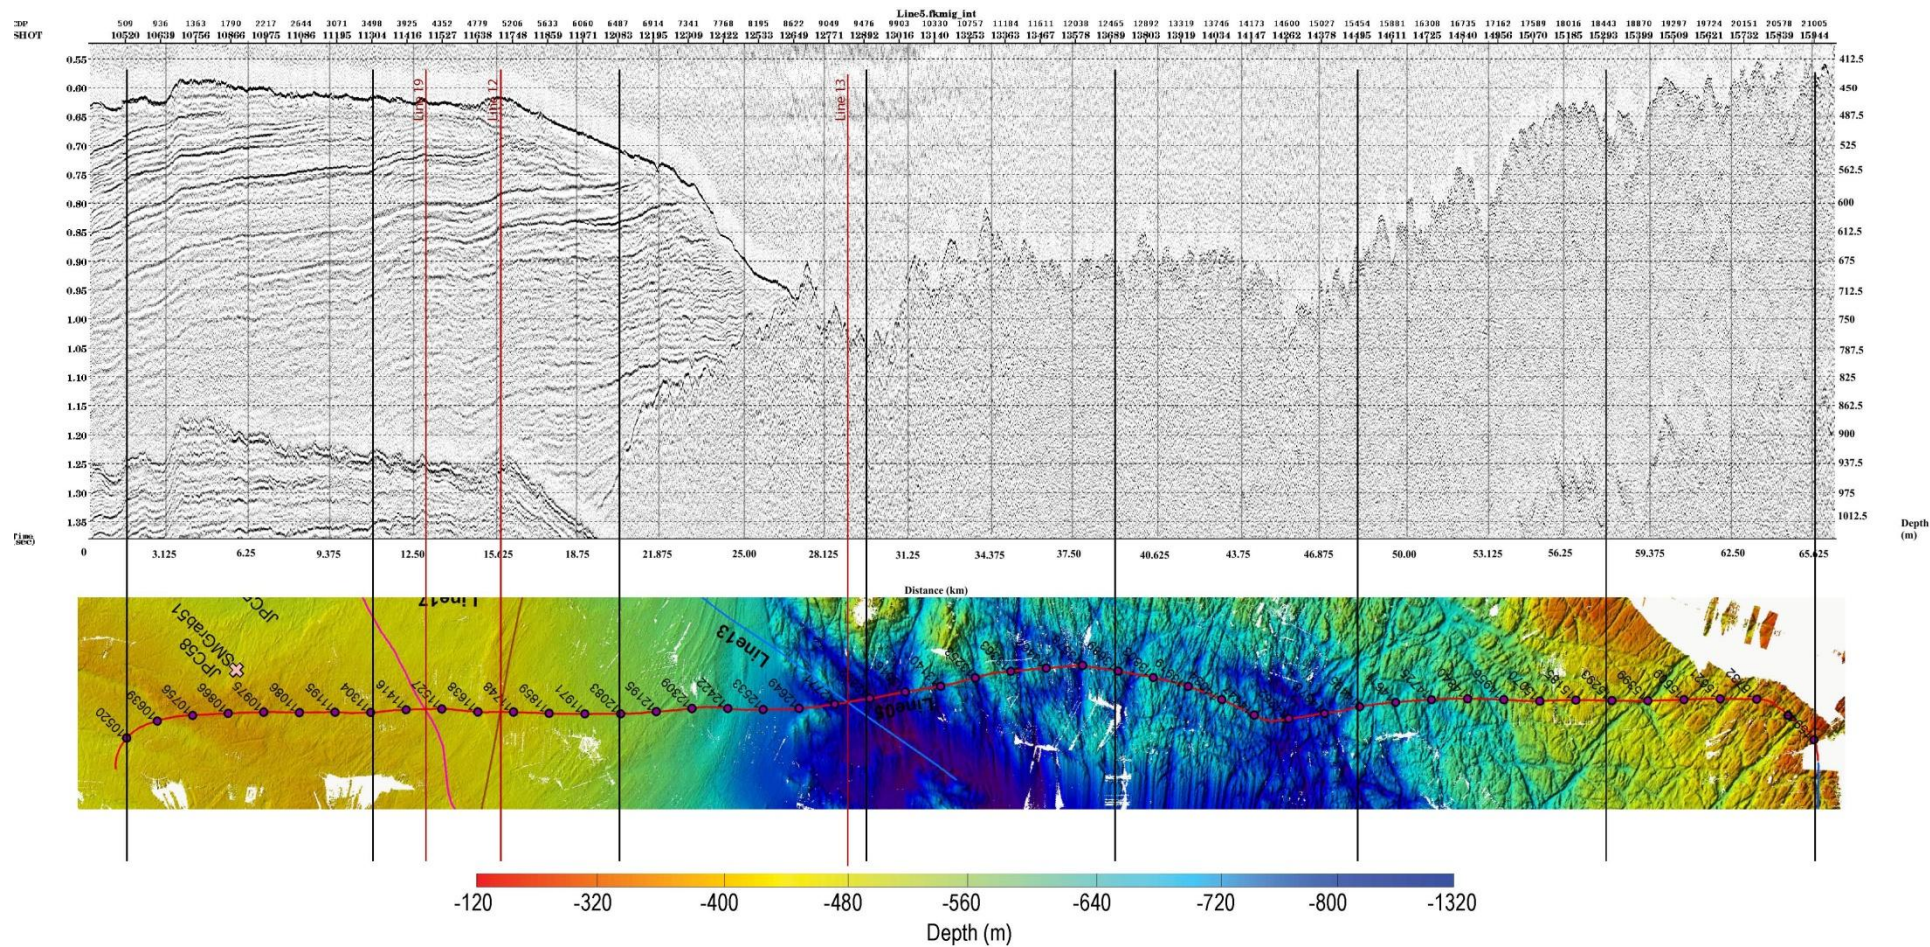 Line5.fkmig_int
CDP 509 936 1363 1790 2217 2644 3071 3498 3925 4352 4779 5206 5633 6060 6487 6914 7341 7768 8195 8622 9049 9476 9903 10330 10757 11184 11611 12038 12465 12892 13319 13746 14173 14600 15027 15454 15881 16308 16735 17162 17589 18016 18443 18870 19297 19724 20151 20578 21005
SHOT 10520 10639 10756 10866 10975 11086 11195 11304 11416 11527 11638 11748 11859 11971 12083 12195 12309 12422 12533 12649 12771 12892 13016 13140 13253 13363 13467 13578 13689 13803 13919 14034 14147 14262 14378 14495 14611 14725 14840 14956 15070 15185 15293 15399 15509 15621 15732 15839 15944
0.55 412.5
0.60 450
0.65 487.5
0.70 525
0.75 562.5
0.80 600
0.85 612.5
0.90 675
0.95 712.5
1.00 750
1.05 787.5
1.10 825
1.15 862.5
1.20 900
1.25 937.5
1.30 975
1.35 1012.5
Line 19
Line 12
Line 13
Time
(sec)
Depth
(m)
0 3.125 6.25 9.375 12.50 15.625 18.75 21.875 25.00 28.125 31.25 34.375 37.50 40.625 43.75 46.875 50.00 53.125 56.25 59.375 62.50 65.625
Distance (km)
SMGrab51
JPC58
Line17
Line13
10520
10639
10756
10866
10975
11086
11195
11304
11416
11527
11638
11748
11859
11971
12083
12195
12309
12422
12533
12649
-120 -320 -400 -480 -560 -640 -720 -800 -1320
Depth (m)